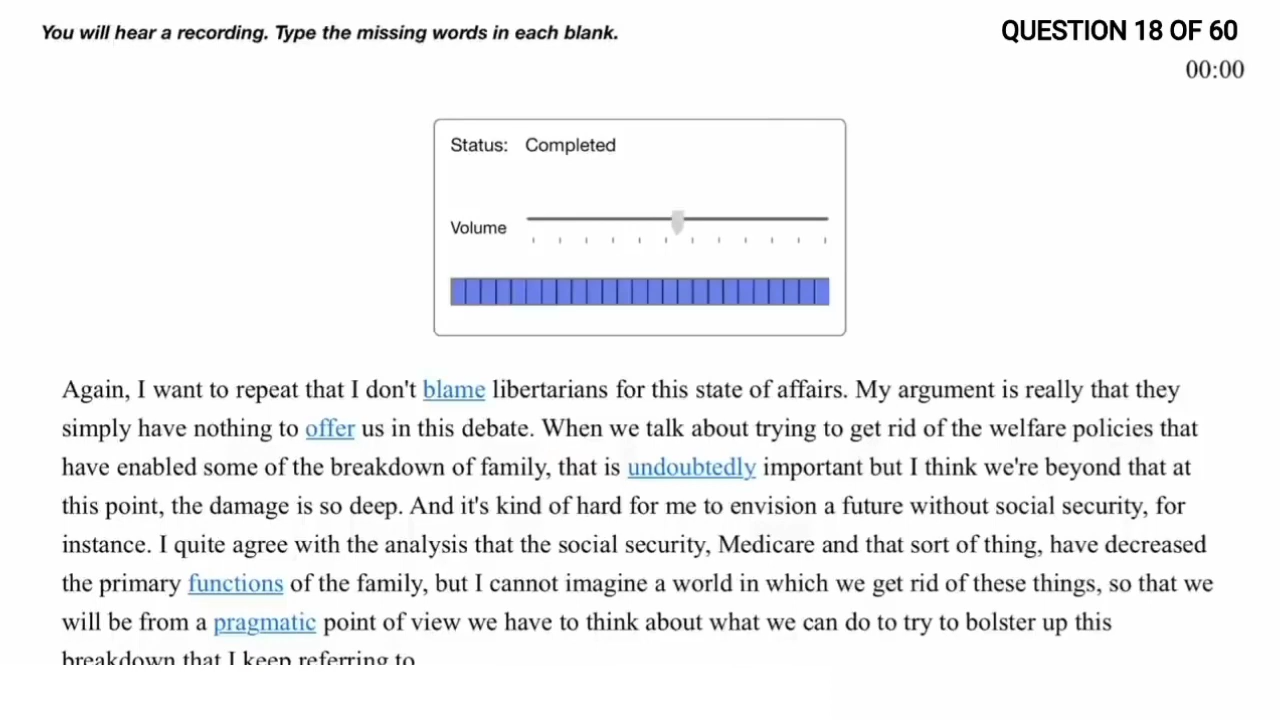 You will hear a recording. Type the missing words in each blank.
QUESTION 18 OF 60
00:00
Status: Completed
Volume
Again, I want to repeat that I don't blame libertarians for this state of affairs. My argument is really that they
simply have nothing to offer us in this debate. When we talk about trying to get rid of the welfare policies that
have enabled some of the breakdown of family, that is undoubtedly important but I think we're beyond that at
this point, the damage is so deep. And it's kind of hard for me to envision a future without social security, for
instance. I quite agree with the analysis that the social security, Medicare and that sort of thing, have decreased
the primary functions of the family, but I cannot imagine a world in which we get rid of these things, so that we
will be from a pragmatic point of view we have to think about what we can do to try to bolster up this
breakdown that I keep referring to.